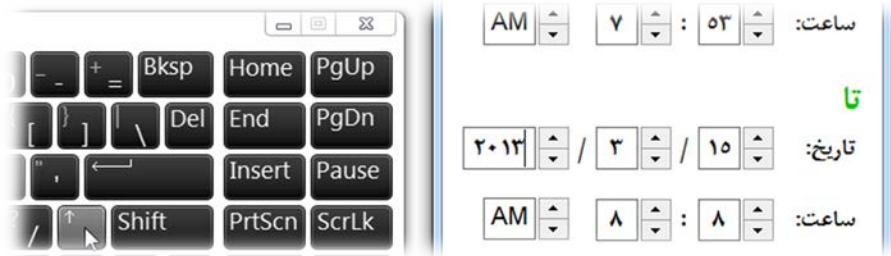 _ - + = Bksp Home PgUp
{ [ } ] | \ Del End PgDn
" ' Insert Pause
? / ↑ Shift PrtScn ScrLk
ساعت: ۵۳ : ۷ AM
تا
تاریخ: ۱۵ / ۳ / ۲۰۱۳
ساعت: ۸ : ۸ AM